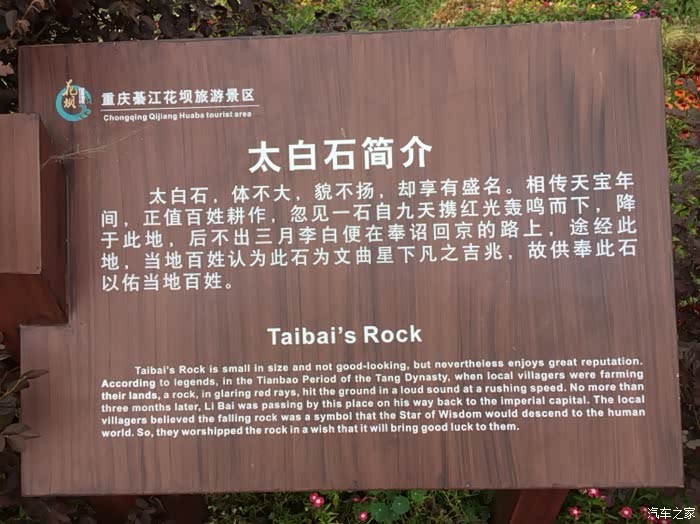 花坝
重庆綦江花坝旅游景区
Chongqing Qijiang Huaba tourist area
太白石简介
太白石，体不大，貌不扬，却享有盛名。相传天宝年
间，正值百姓耕作，忽见一石自九天携红光轰鸣而下，降
于此地，后不出三月李白便在奉诏回京的路上，途经此
地，当地百姓认为此石为文曲星下凡之吉兆，故供奉此石
以佑当地百姓。
Taibai's Rock
Taibai's Rock is small in size and not good-looking, but nevertheless enjoys great reputation.
According to legends, in the Tianbao Period of the Tang Dynasty, when local villagers were farming
their lands, a rock, in glaring red rays, hit the ground in a loud sound at a rushing speed. No more than
three months later, Li Bai was passing by this place on his way back to the imperial capital. The local
villagers believed the falling rock was a symbol that the Star of Wisdom would descend to the human
world. So, they worshipped the rock in a wish that it will bring good luck to them.
汽车之家